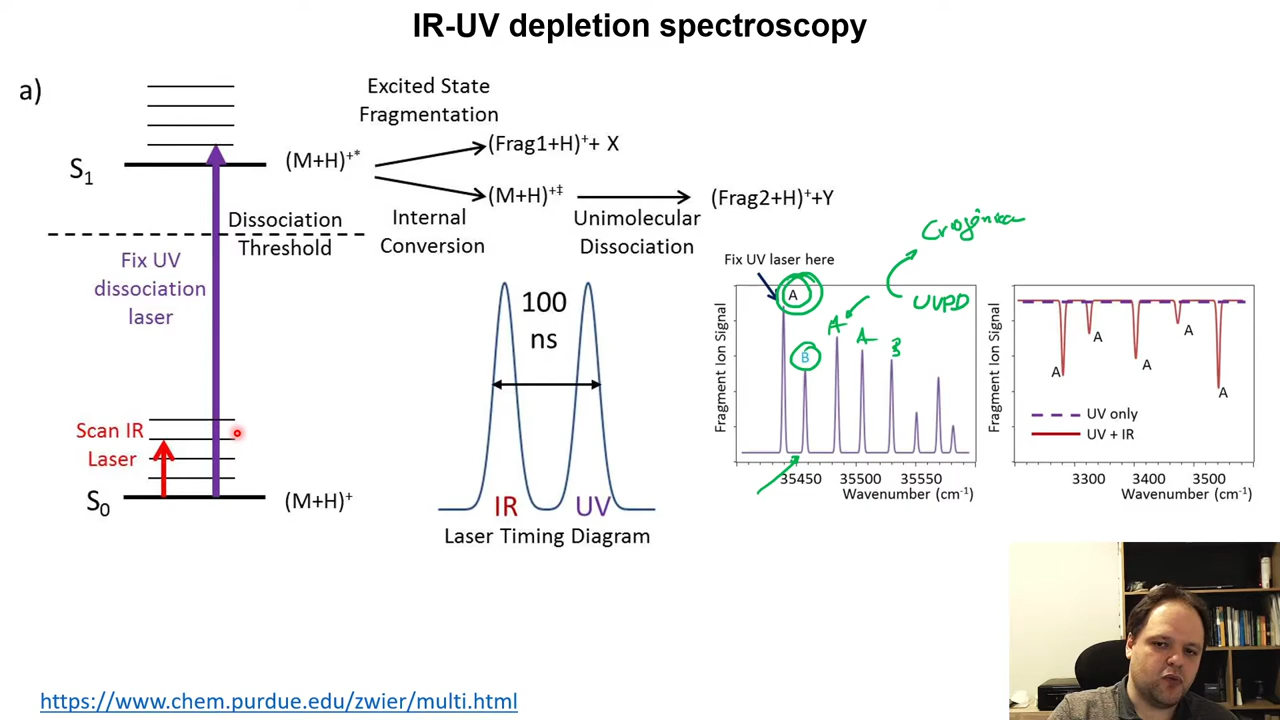 IR-UV depletion spectroscopy
a)
Excited State
Fragmentation
(Frag1+H)⁺+ X
S₁
(M+H)⁺*
(M+H)⁺‡
(Frag2+H)⁺+Y
Internal
Conversion
Unimolecular
Dissociation
Dissociation
Threshold
Fix UV
dissociation
laser
Scan IR
Laser
S₀
(M+H)⁺
100
ns
IR
UV
Laser Timing Diagram
Fix UV laser here
UVPD
A
B
A
A
B
Fragment Ion Signal
35450
35500
35550
Wavenumber (cm⁻¹)
Fragment Ion Signal
A
A
A
A
A
UV only
UV + IR
3300
3400
3500
Wavenumber (cm⁻¹)
https://www.chem.purdue.edu/zwier/multi.html